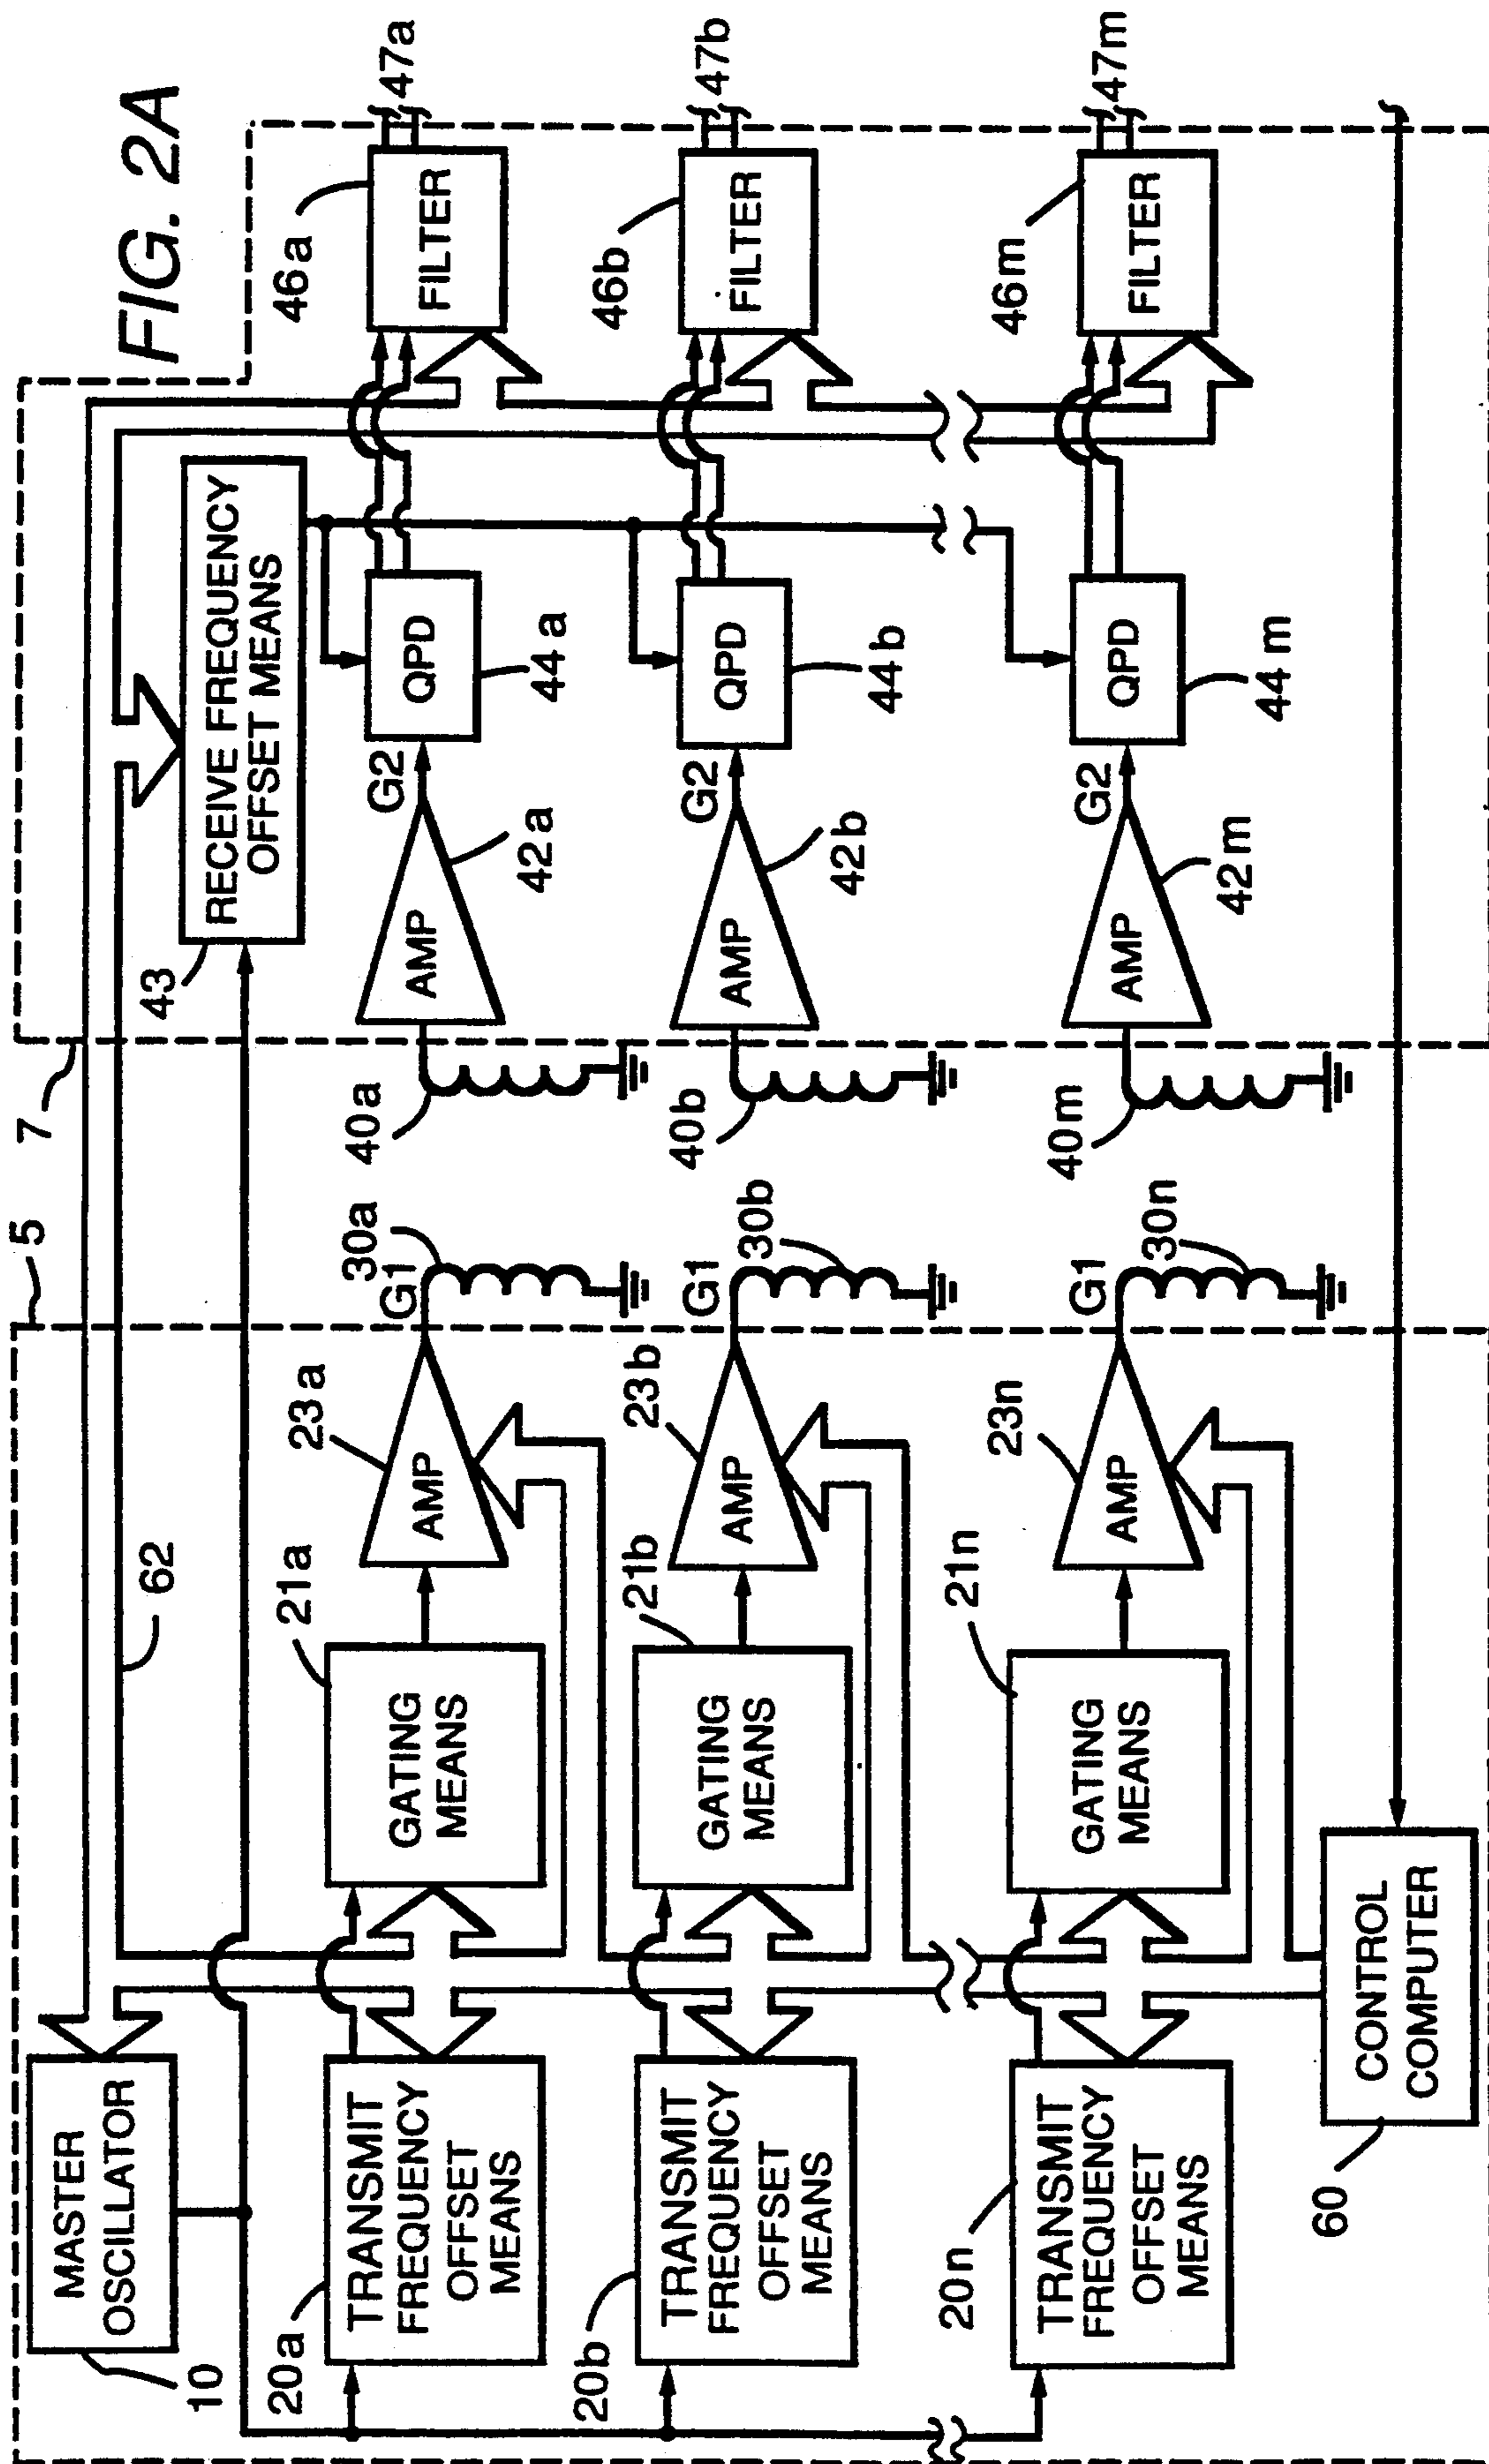 FIG. 2A
5
7
62
MASTER
OSCILLATOR
10
43
RECEIVE FREQUENCY
OFFSET MEANS
20a
TRANSMIT
FREQUENCY
OFFSET
MEANS
21a
GATING
MEANS
23a
AMP
G1
30a
40a
AMP
42a
G2
QPD
44a
46a
FILTER
47a
20b
TRANSMIT
FREQUENCY
OFFSET
MEANS
21b
GATING
MEANS
23b
AMP
G1
30b
40b
AMP
42b
G2
QPD
44b
46b
FILTER
47b
20n
TRANSMIT
FREQUENCY
OFFSET
MEANS
21n
GATING
MEANS
23n
AMP
G1
30n
40m
AMP
42m
G2
QPD
44m
46m
FILTER
47m
60
CONTROL
COMPUTER